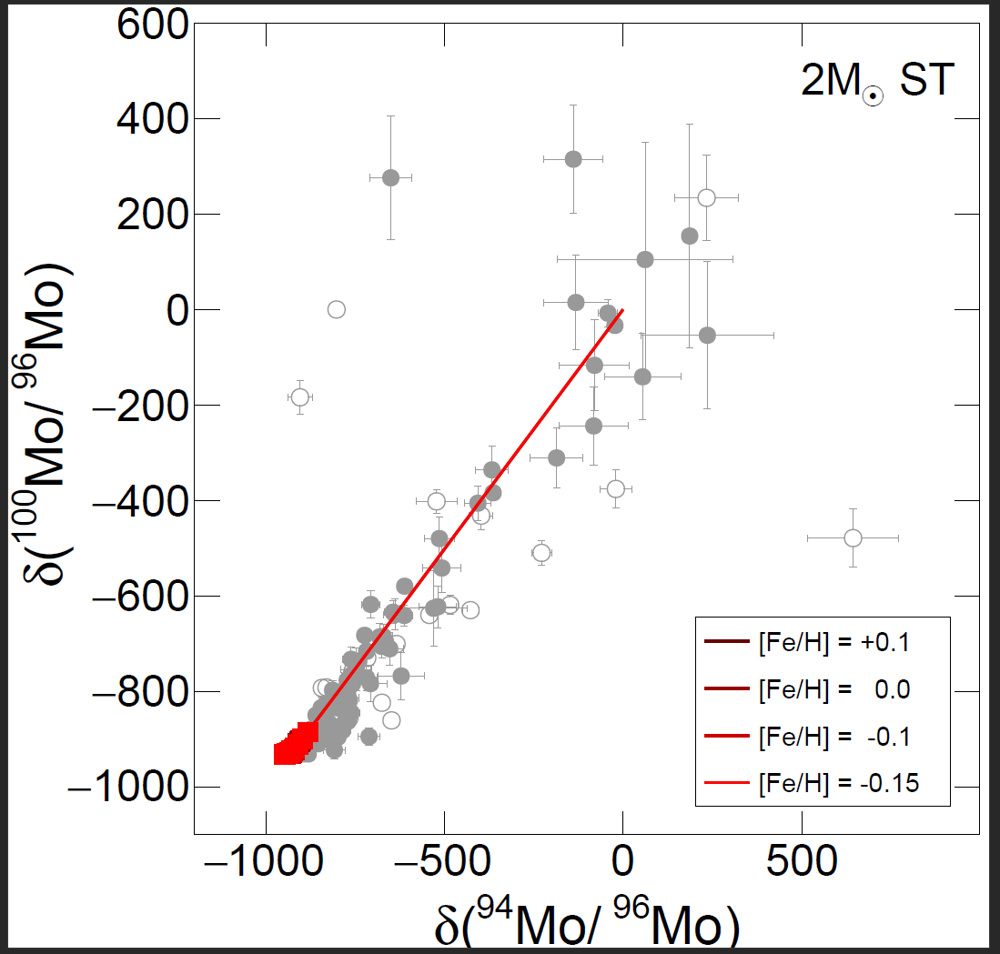 600
2M☉ ST
400
200
0
−200
−400
−600
−800
−1000
δ(¹⁰⁰Mo/ ⁹⁶Mo)
[Fe/H] = +0.1
[Fe/H] = 0.0
[Fe/H] = -0.1
[Fe/H] = -0.15
−1000 −500 0 500
δ(⁹⁴Mo/ ⁹⁶Mo)